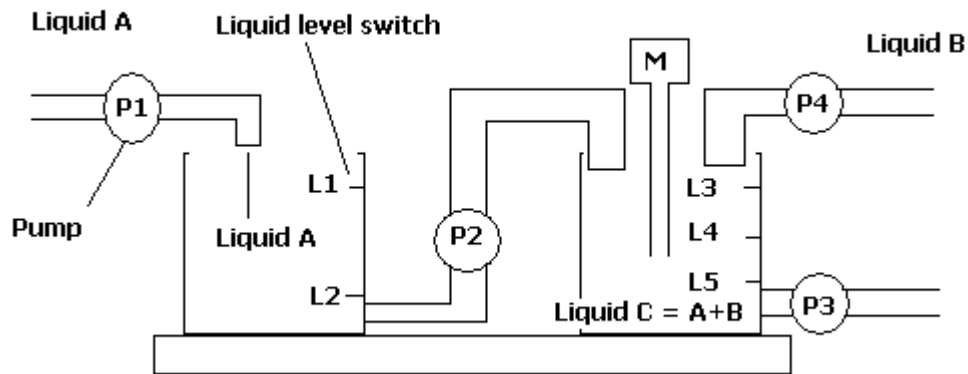 Liquid A
Liquid level switch
Liquid B
M
P1
P4
L1
L3
Pump
Liquid A
P2
L4
L2
L5
Liquid C = A+B
P3